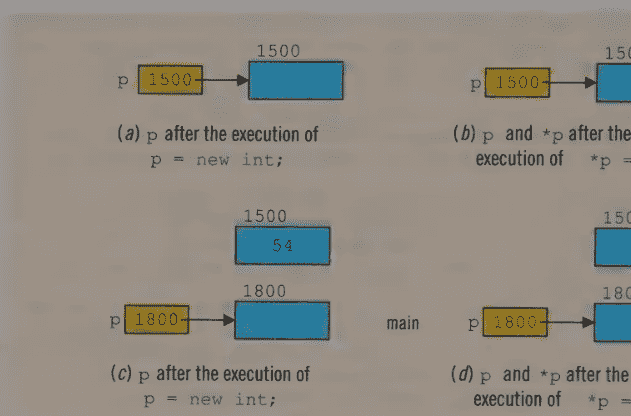 1500
p 1500
(a) p after the execution of
p = new int;
150
p 1500
(b) p and *p after the
execution of *p =
1500
54
1800
p 1800
(c) p after the execution of
p = new int;
main
150
180
p 1800
(d) p and *p after the
execution of *p =